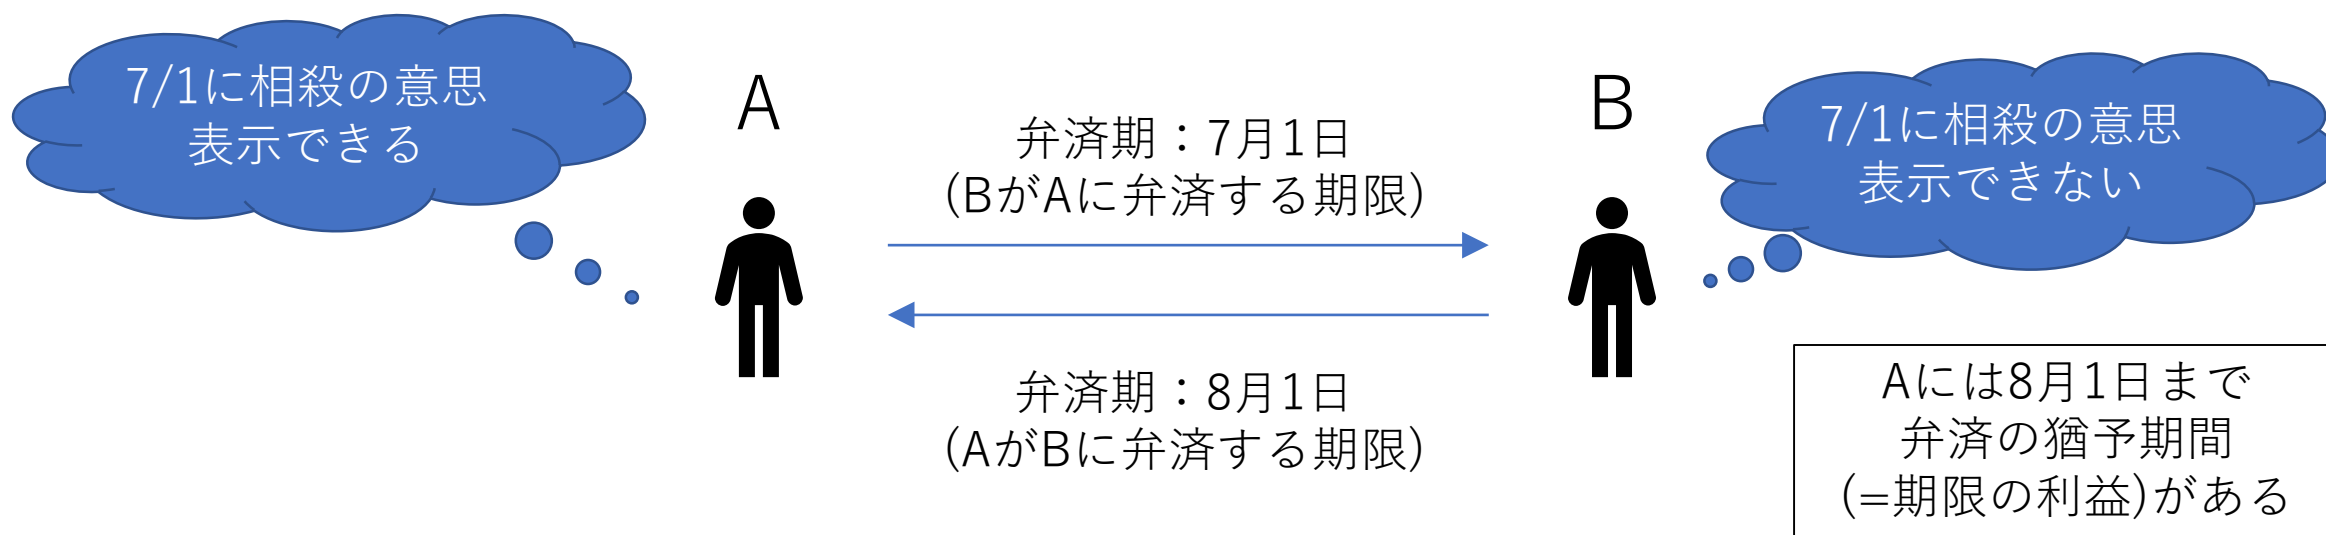 7/1に相殺の意思
表示できる
A
弁済期：7月1日
(BがAに弁済する期限)
弁済期：8月1日
(AがBに弁済する期限)
B
7/1に相殺の意思
表示できない
Aには8月1日まで
弁済の猶予期間
(=期限の利益)がある